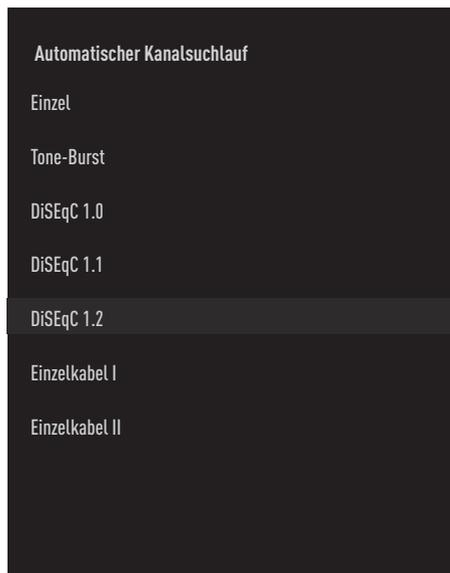 Automatischer Kanalsuchlauf
Einzel
Tone-Burst
DiSEqC 1.0
DiSEqC 1.1
DiSEqC 1.2
Einzelkabel I
Einzelkabel II